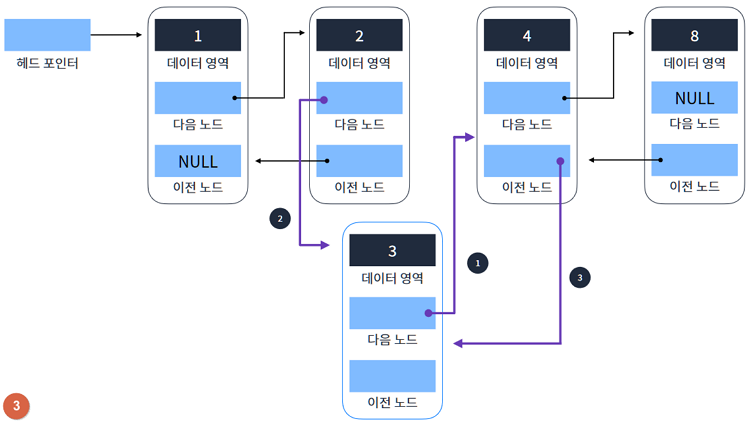 헤드 포인터
1
데이터 영역
다음 노드
NULL
이전 노드
2
데이터 영역
다음 노드
이전 노드
4
데이터 영역
다음 노드
이전 노드
8
데이터 영역
NULL
다음 노드
이전 노드
2
3
데이터 영역
다음 노드
이전 노드
1
3
3